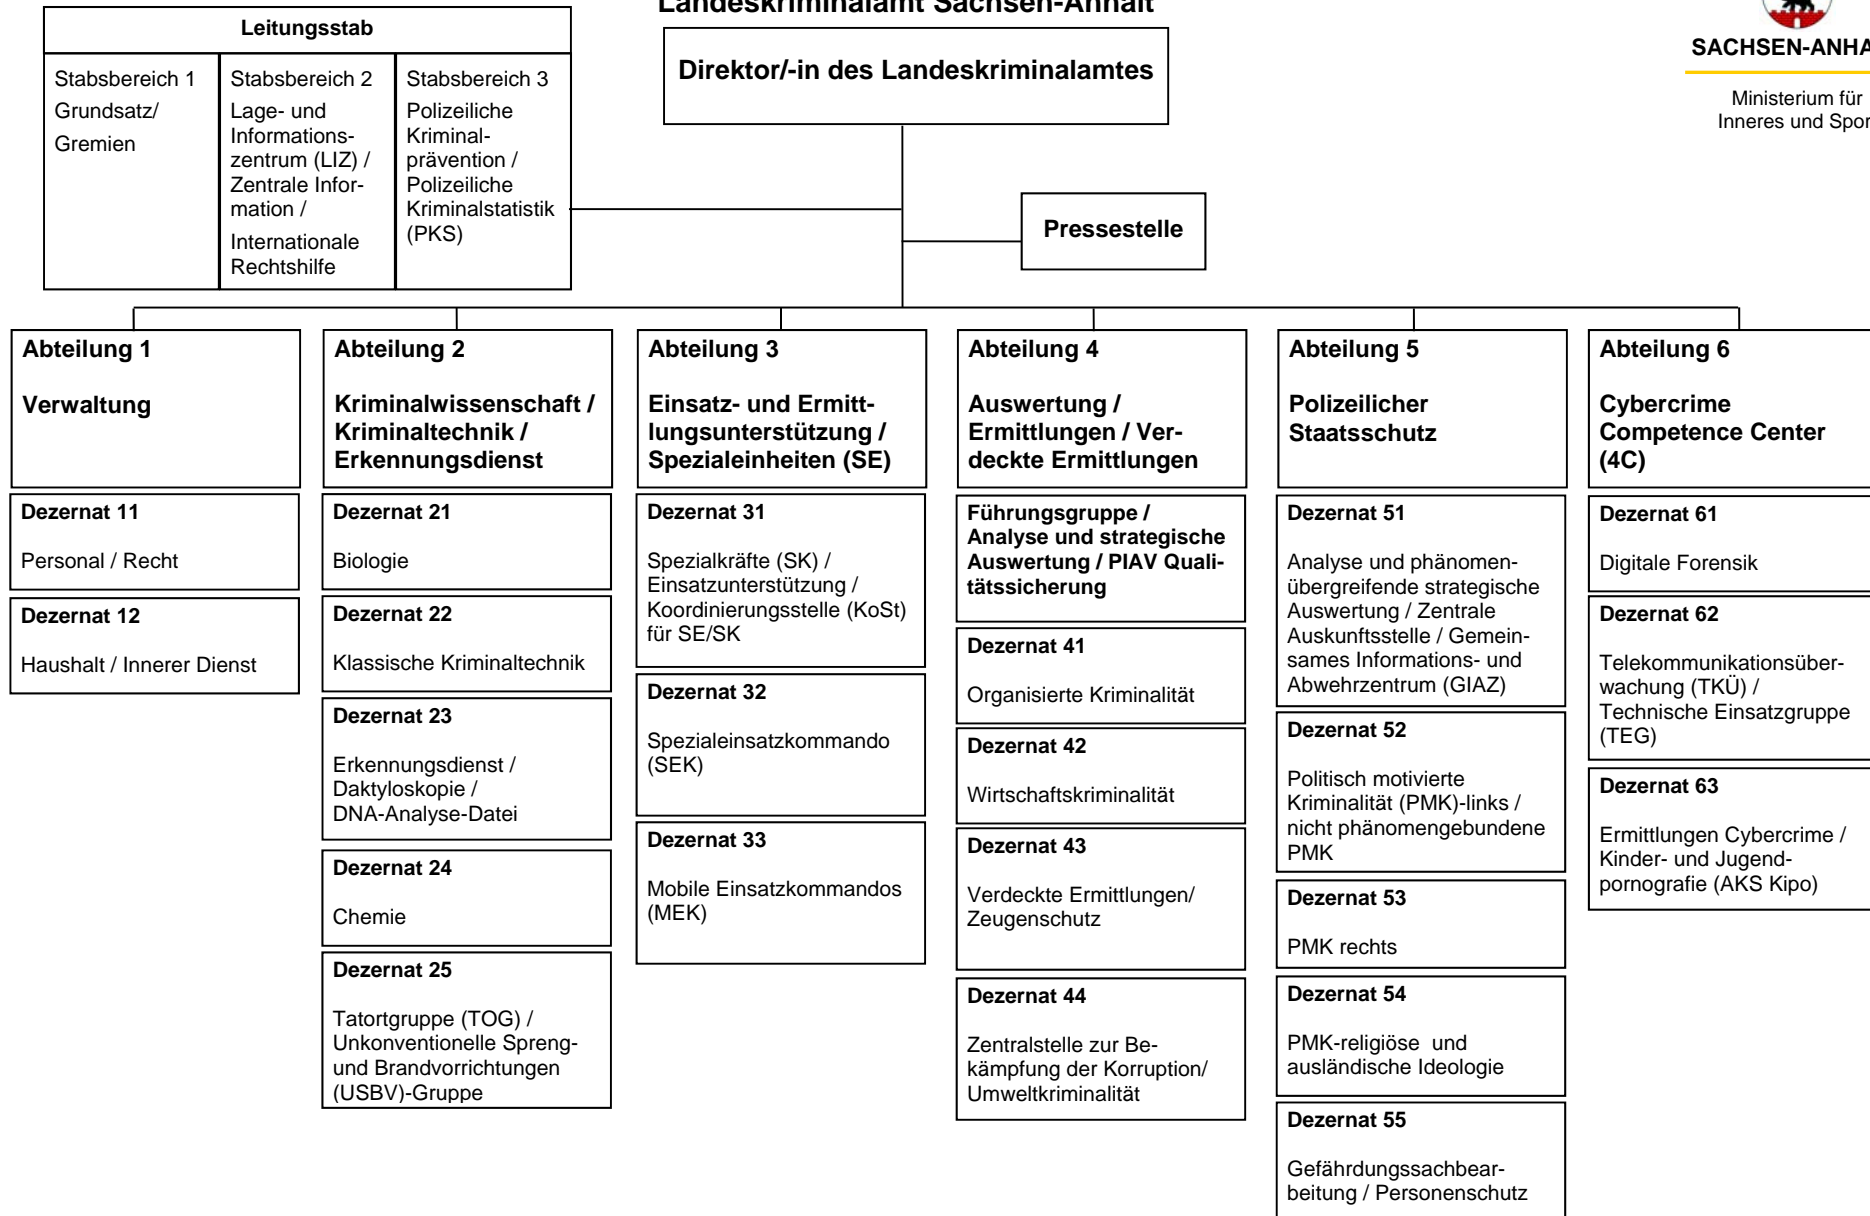 Landeskriminalamt Sachsen-Anhalt
Leitungsstab
Stabsbereich 1
Grundsatz/
Gremien
Stabsbereich 2
Lage- und
Informations-
zentrum (LIZ) /
Zentrale Infor-
mation /
Internationale
Rechtshilfe
Stabsbereich 3
Polizeiliche
Kriminal-
prävention /
Polizeiliche
Kriminalstatistik
(PKS)
Direktor/-in des Landeskriminalamtes
Pressestelle
Ministerium für
Inneres und
Abteilung 1
Verwaltung
Dezernat 11
Personal / Recht
Dezernat 12
Haushalt / Innerer Dienst
Abteilung 2
Kriminalwissenschaft /
Kriminaltechnik /
Erkennungsdienst
Dezernat 21
Biologie
Dezernat 22
Klassische Kriminaltechnik
Dezernat 23
Erkennungsdienst /
Daktyloskopie /
DNA-Analyse-Datei
Dezernat 24
Chemie
Dezernat 25
Tatortgruppe (TOG) /
Unkonventionelle Spreng-
und Brandvorrichtungen
(USBV)-Gruppe
Abteilung 3
Einsatz- und Ermitt-
lungsunterstützung /
Spezialeinheiten (SE)
Dezernat 31
Spezialkräfte (SK) /
Einsatzunterstützung /
Koordinierungsstelle (KoSt)
für SE/SK
Dezernat 32
Spezialeinsatzkommando
(SEK)
Dezernat 33
Mobile Einsatzkommandos
(MEK)
Abteilung 4
Auswertung /
Ermittlungen / Ver-
deckte Ermittlungen
Führungsgruppe /
Analyse und strategische
Auswertung / PIAV Quali-
tätssicherung
Dezernat 41
Organisierte Kriminalität
Dezernat 42
Wirtschaftskriminalität
Dezernat 43
Verdeckte Ermittlungen/
Zeugenschutz
Dezernat 44
Zentralstelle zur Be-
kämpfung der Korruption/
Umweltkriminalität
Abteilung 5
Polizeilicher
Staatsschutz
Dezernat 51
Analyse und phänomen-
übergreifende strategische
Auswertung / Zentrale
Auskunftsstelle / Gemein-
sames Informations- und
Abwehrzentrum (GIAZ)
Dezernat 52
Politisch motivierte
Kriminalität (PMK)-links /
nicht phänomengebundene
PMK
Dezernat 53
PMK rechts
Dezernat 54
PMK-religiöse und
ausländische Ideologie
Dezernat 55
Gefährdungssachbear-
beitung / Personenschutz
Abteilung 6
Cybercrime
Competence Center
(4C)
Dezernat 61
Digitale Forensik
Dezernat 62
Telekommunikationsüber-
wachung (TKÜ) /
Technische Einsatzgruppe
(TEG)
Dezernat 63
Ermittlungen Cybercrime /
Kinder- und Jugend-
pornografie (AKS Kipo)